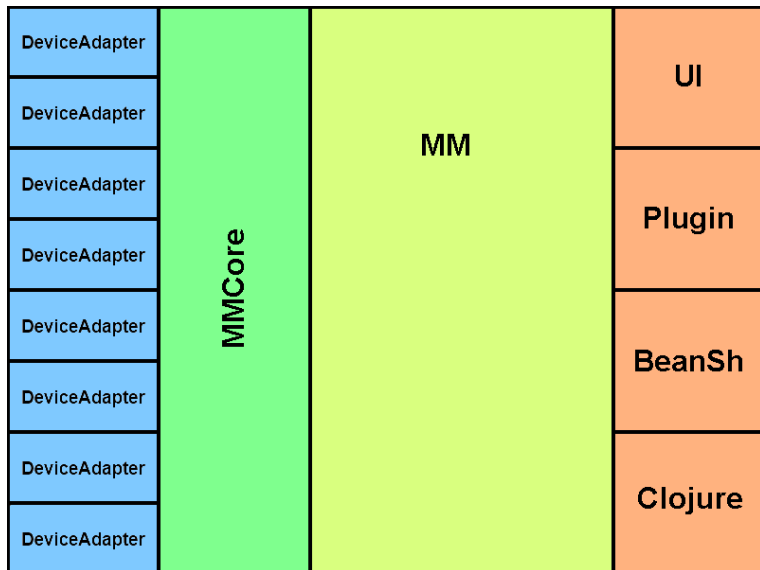 DeviceAdapter
DeviceAdapter
DeviceAdapter
DeviceAdapter
DeviceAdapter
DeviceAdapter
DeviceAdapter
DeviceAdapter
MMCore
MM
UI
Plugin
BeanSh
Clojure